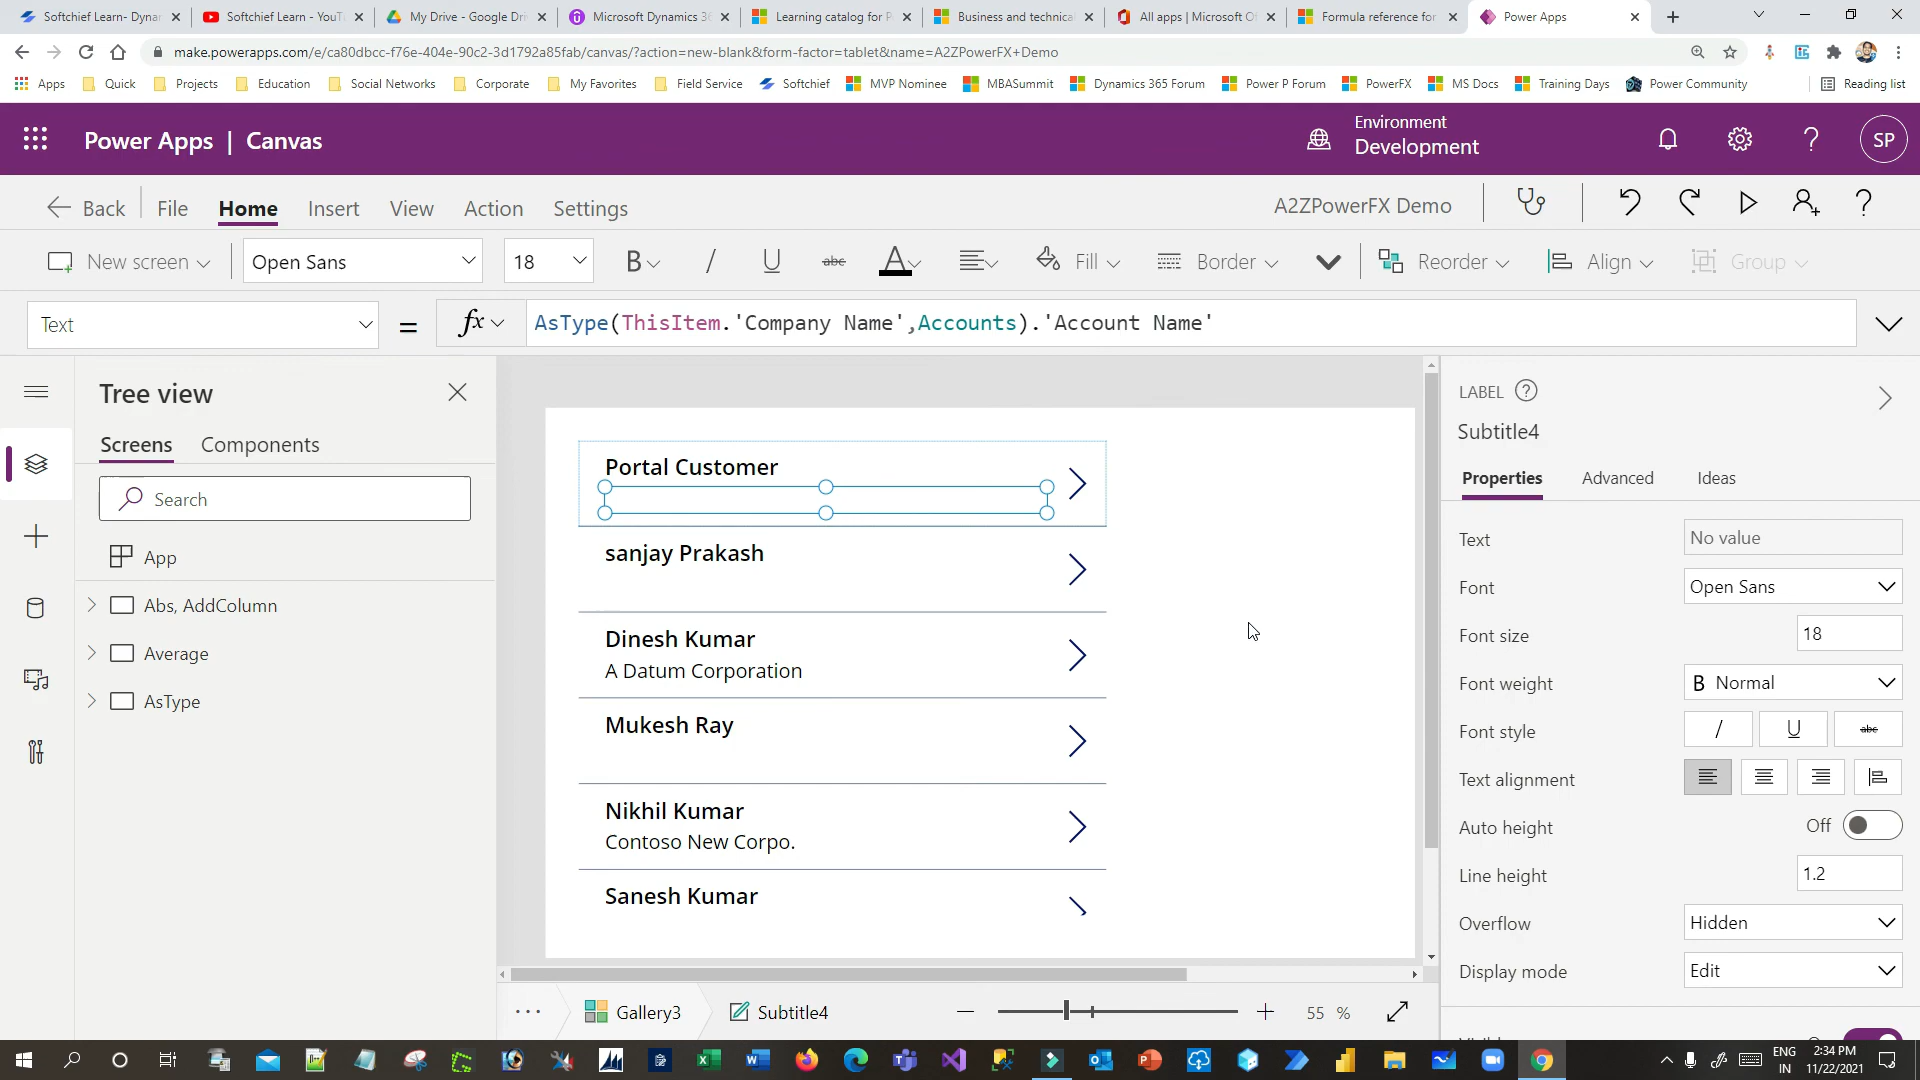 Softchief Learn- Dynar
Softchief Learn - YouT
My Drive - Google Dri
Microsoft Dynamics 3
Learning catalog for P
Business and technica
All apps | Microsoft O
Formula reference for
Power Apps
make.powerapps.com/e/ca80dbcc-f76e-404e-90c2-3d1792a85fab/canvas/?action=new-blank&form-factor=tablet&name=A2ZPowerFX+Demo
Apps
Quick
Projects
Education
Social Networks
Corporate
My Favorites
Field Service
Softchief
MVP Nominee
MBASummit
Dynamics 365 Forum
Power P Forum
PowerFX
MS Docs
Training Days
Power Community
Reading list
Power Apps | Canvas
Environment
Development
SP
Back
File
Home
Insert
View
Action
Settings
A2ZPowerFX Demo
New screen
Open Sans
18
B
/
U
abc
A
Fill
Border
Reorder
Align
Group
Text
=
fx
AsType(ThisItem.'Company Name',Accounts).'Account Name'
Tree view
Screens
Components
Search
App
Abs, AddColumn
Average
AsType
Portal Customer
sanjay Prakash
Dinesh Kumar
A Datum Corporation
Mukesh Ray
Nikhil Kumar
Contoso New Corpo.
Sanesh Kumar
LABEL
Subtitle4
Properties
Advanced
Ideas
Text
No value
Font
Open Sans
Font size
18
Font weight
B Normal
Font style
/
U
abc
Text alignment
Auto height
Off
Line height
1.2
Overflow
Hidden
Display mode
Edit
...
Gallery3
Subtitle4
55 %
ENG
IN
2:34 PM
11/22/2021